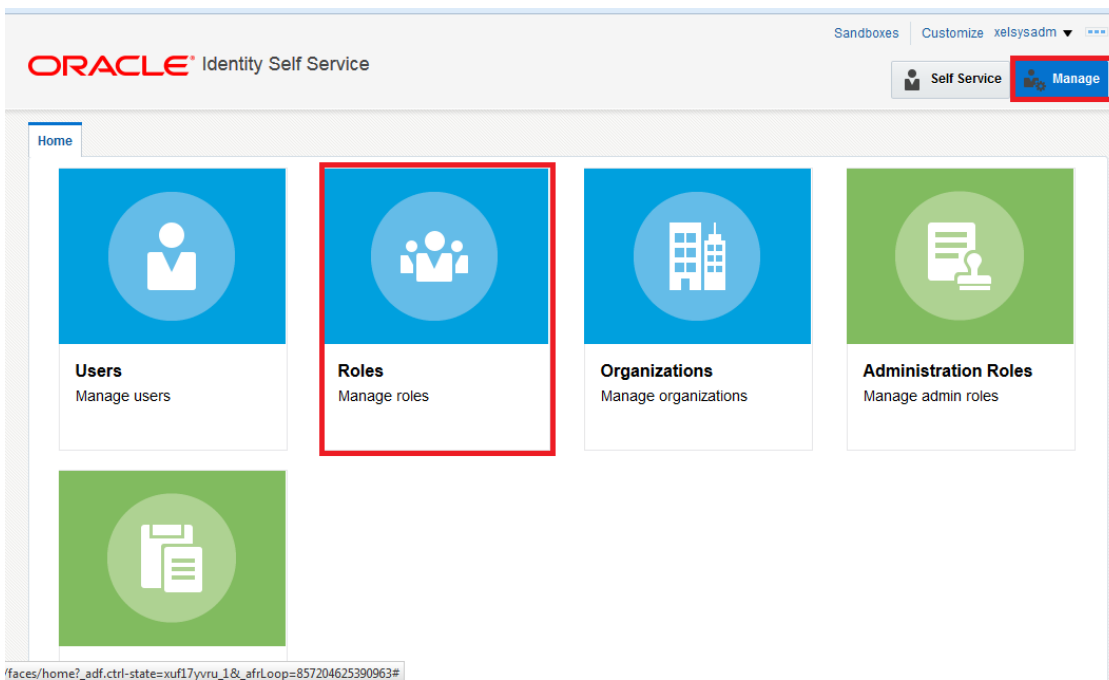 Sandboxes Customize xelsysadm
ORACLE® Identity Self Service
Self Service Manage
Home
Users Roles Organizations Administration Roles
Manage users Manage roles Manage organizations Manage admin roles
/faces/home?_adf.ctrl-state=xuf17yvru_1&_afrLoop=857204625390963#